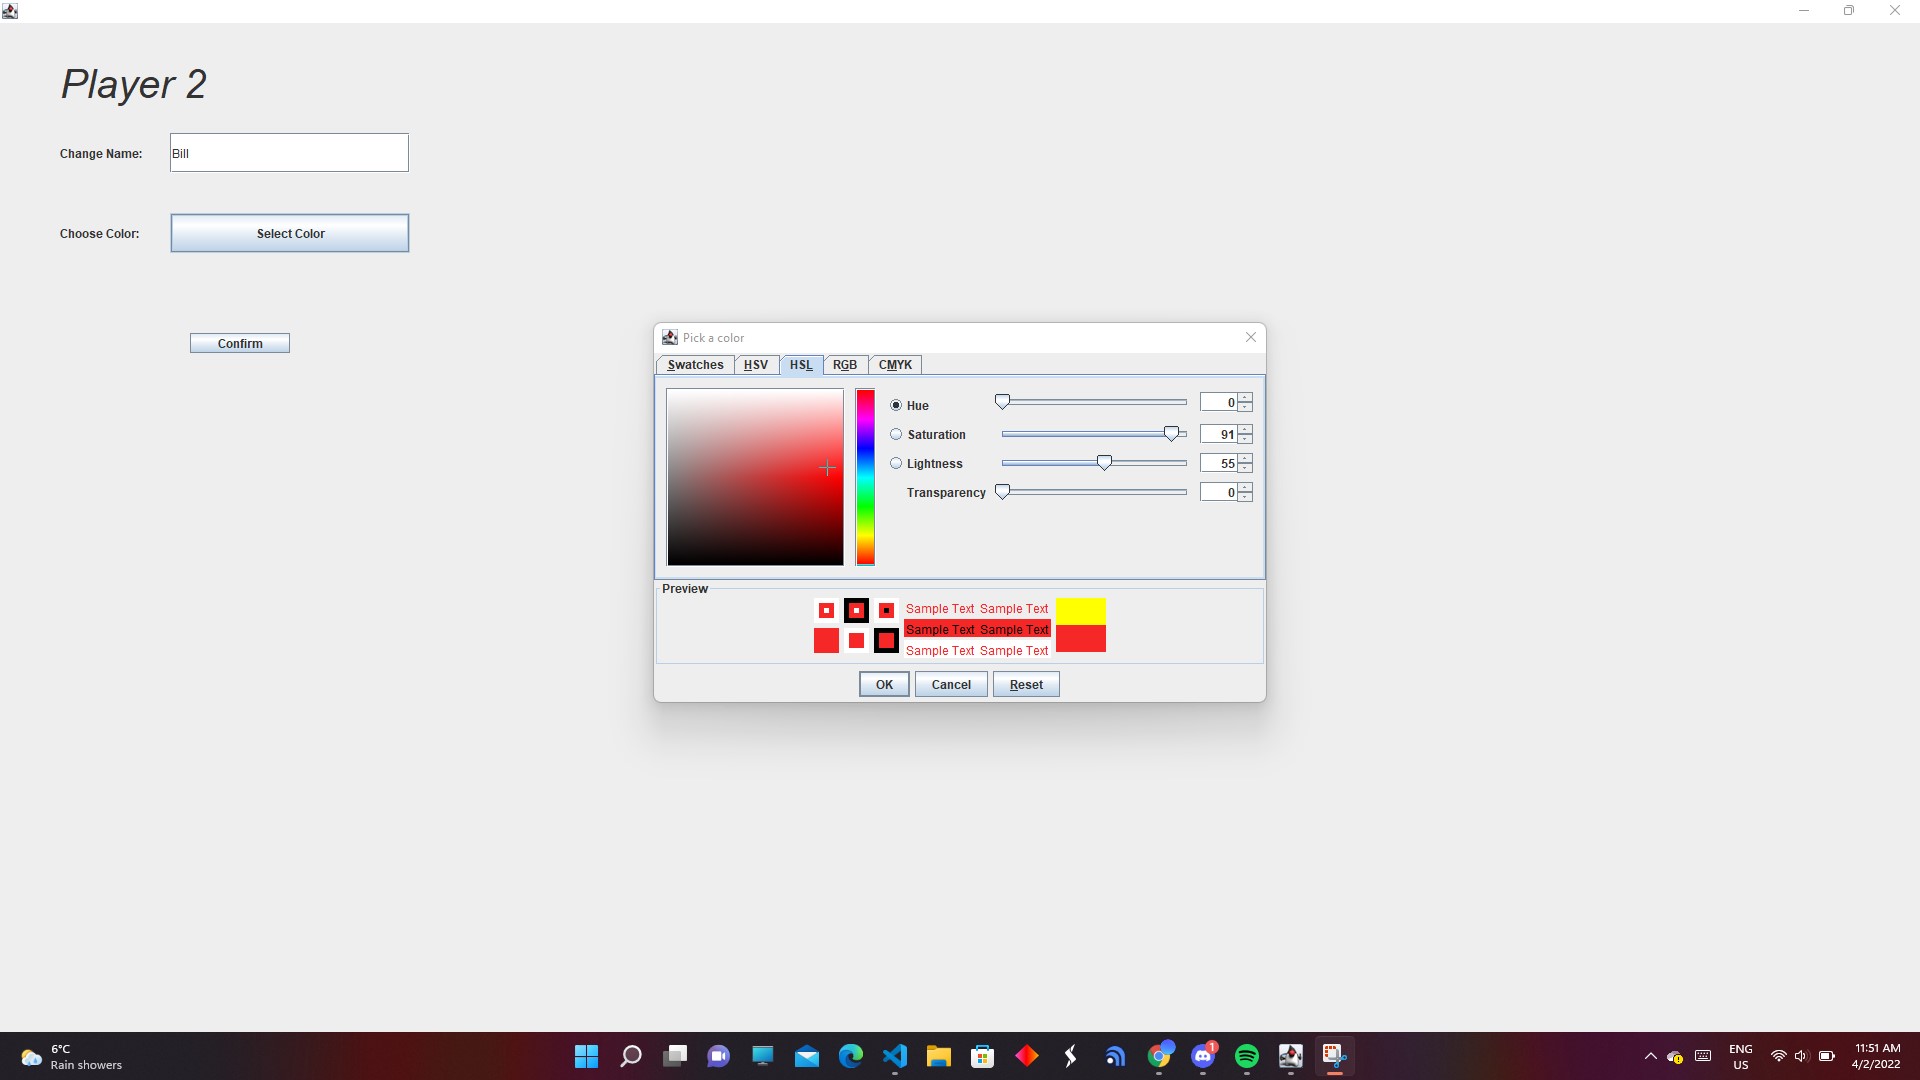 Player 2
Change Name: Bill
Choose Color: Select Color
Confirm
Pick a color
Swatches HSV HSL RGB CMYK
Hue 0
Saturation 91
Lightness 55
Transparency 0
Preview
Sample Text Sample Text
Sample Text Sample Text
Sample Text Sample Text
OK Cancel Reset
6°C
Rain showers
1
ENG
US
11:51 AM
4/2/2022